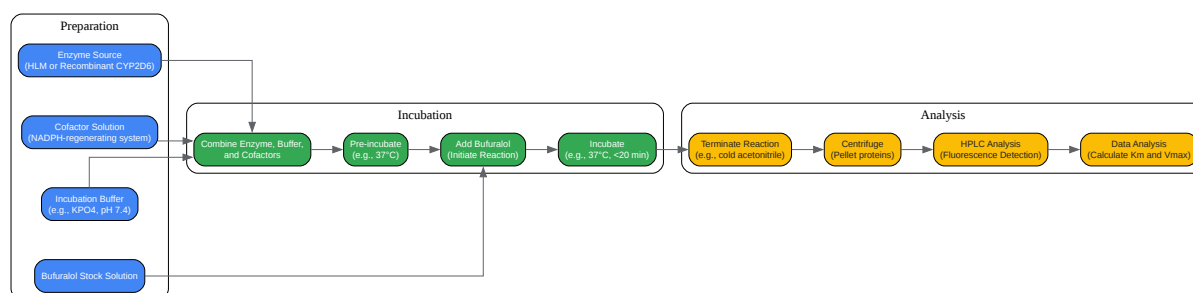 Preparation
Enzyme Source
(HLM or Recombinant CYP2D6)
Cofactor Solution
(NADPH-regenerating system)
Incubation Buffer
(e.g., KPO4, pH 7.4)
Bufuralol Stock Solution
Incubation
Combine Enzyme, Buffer,
and Cofactors
Pre-incubate
(e.g., 37°C)
Add Bufuralol
(Initiate Reaction)
Incubate
(e.g., 37°C, <20 min)
Analysis
Terminate Reaction
(e.g., cold acetonitrile)
Centrifuge
(Pellet proteins)
HPLC Analysis
(Fluorescence Detection)
Data Analysis
(Calculate Km and Vmax)